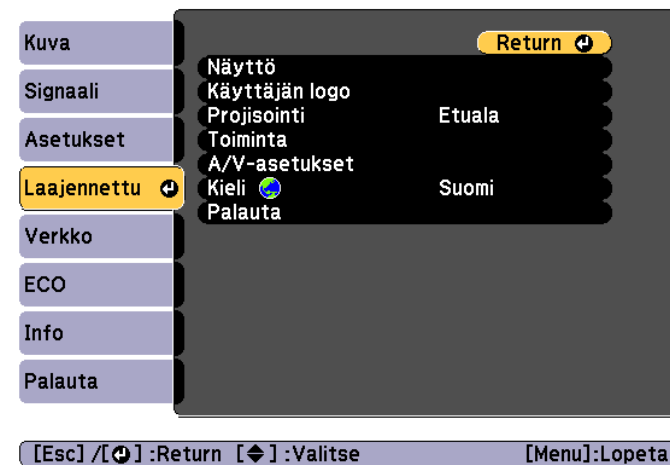 Kuva
Signaali
Asetukset
Laajennettu
Verkko
ECO
Info
Palauta
Return
Näyttö
Käyttäjän logo
Projisointi Etuala
Toiminta
A/V-asetukset
Kieli Suomi
Palauta
[Esc] /[ ] :Return [ ] :Valitse [Menu]:Lopeta